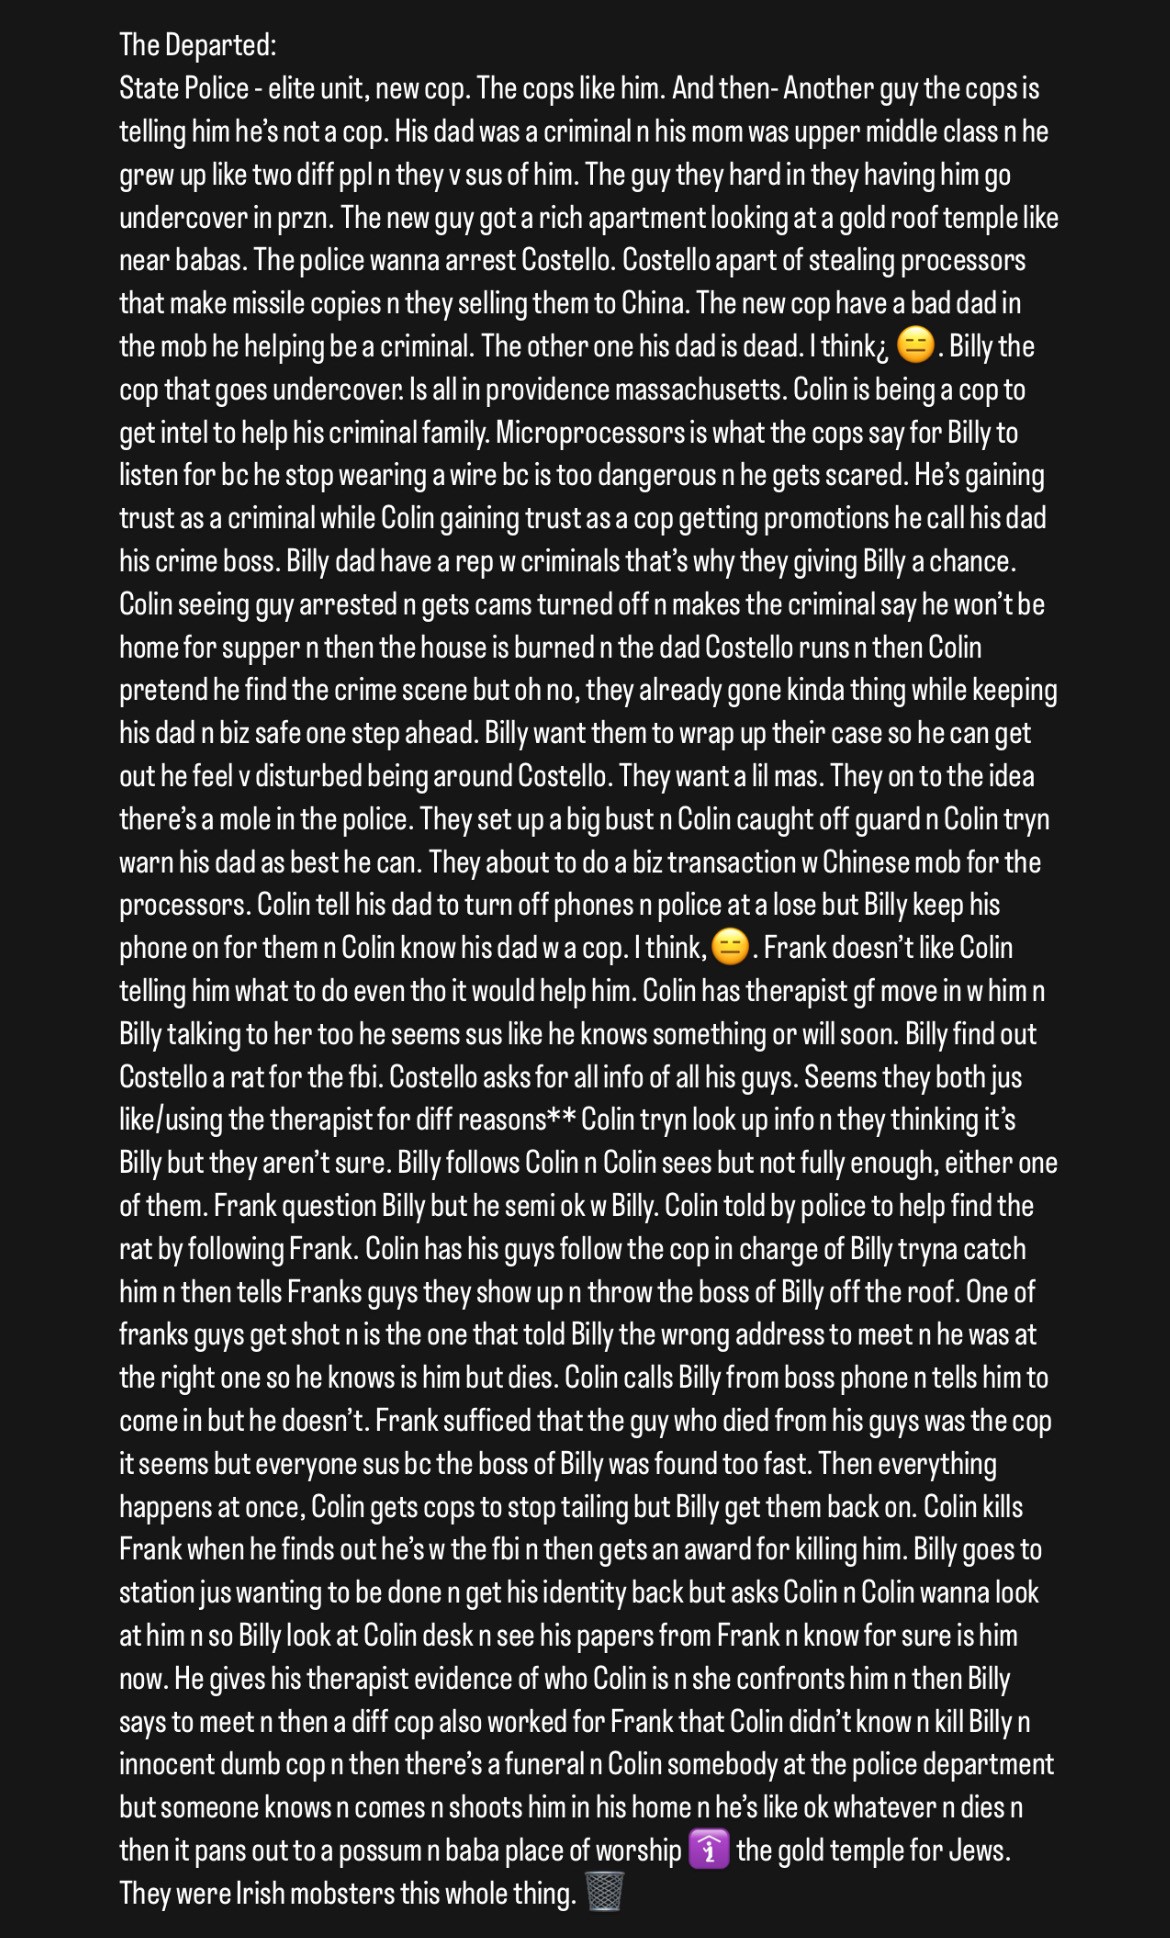 The Departed:
State Police - elite unit, new cop. The cops like him. And then- Another guy the cops is
telling him he's not a cop. His dad was a criminal n his mom was upper middle class n he
grew up like two diff ppl n they v sus of him. The guy they hard in they having him go
undercover in przn. The new guy got a rich apartment looking at a gold roof temple like
near babas. The police wanna arrest Costello. Costello apart of stealing processors
that make missile copies n they selling them to China. The new cop have a bad dad in
the mob he helping be a criminal. The other one his dad is dead. I think¿ 😑. Billy the
cop that goes undercover. Is all in providence massachusetts. Colin is being a cop to
get intel to help his criminal family. Microprocessors is what the cops say for Billy to
listen for bc he stop wearing a wire bc is too dangerous n he gets scared. He's gaining
trust as a criminal while Colin gaining trust as a cop getting promotions he call his dad
his crime boss. Billy dad have a rep w criminals that's why they giving Billy a chance.
Colin seeing guy arrested n gets cams turned off n makes the criminal say he won't be
home for supper n then the house is burned n the dad Costello runs n then Colin
pretend he find the crime scene but oh no, they already gone kinda thing while keeping
his dad n biz safe one step ahead. Billy want them to wrap up their case so he can get
out he feel v disturbed being around Costello. They want a lil mas. They on to the idea
there's a mole in the police. They set up a big bust n Colin caught off guard n Colin tryn
warn his dad as best he can. They about to do a biz transaction w Chinese mob for the
processors. Colin tell his dad to turn off phones n police at a lose but Billy keep his
phone on for them n Colin know his dad w a cop. I think,😑. Frank doesn't like Colin
telling him what to do even tho it would help him. Colin has therapist gf move in w him n
Billy talking to her too he seems sus like he knows something or will soon. Billy find out
Costello a rat for the fbi. Costello asks for all info of all his guys. Seems they both jus
like/using the therapist for diff reasons** Colin tryn look up info n they thinking it's
Billy but they aren't sure. Billy follows Colin n Colin sees but not fully enough, either one
of them. Frank question Billy but he semi ok w Billy. Colin told by police to help find the
rat by following Frank. Colin has his guys follow the cop in charge of Billy tryna catch
him n then tells Franks guys they show up n throw the boss of Billy off the roof. One of
franks guys get shot n is the one that told Billy the wrong address to meet n he was at
the right one so he knows is him but dies. Colin calls Billy from boss phone n tells him to
come in but he doesn't. Frank sufficed that the guy who died from his guys was the cop
it seems but everyone sus bc the boss of Billy was found too fast. Then everything
happens at once, Colin gets cops to stop tailing but Billy get them back on. Colin kills
Frank when he finds out he's w the fbi n then gets an award for killing him. Billy goes to
station jus wanting to be done n get his identity back but asks Colin n Colin wanna look
at him n so Billy look at Colin desk n see his papers from Frank n know for sure is him
now. He gives his therapist evidence of who Colin is n she confronts him n then Billy
says to meet n then a diff cop also worked for Frank that Colin didn't know n kill Billy n
innocent dumb cop n then there's a funeral n Colin somebody at the police department
but someone knows n comes n shoots him in his home n he's like ok whatever n dies n
then it pans out to a possum n baba place of worship 🛐 the gold temple for Jews.
They were Irish mobsters this whole thing. 🗑️